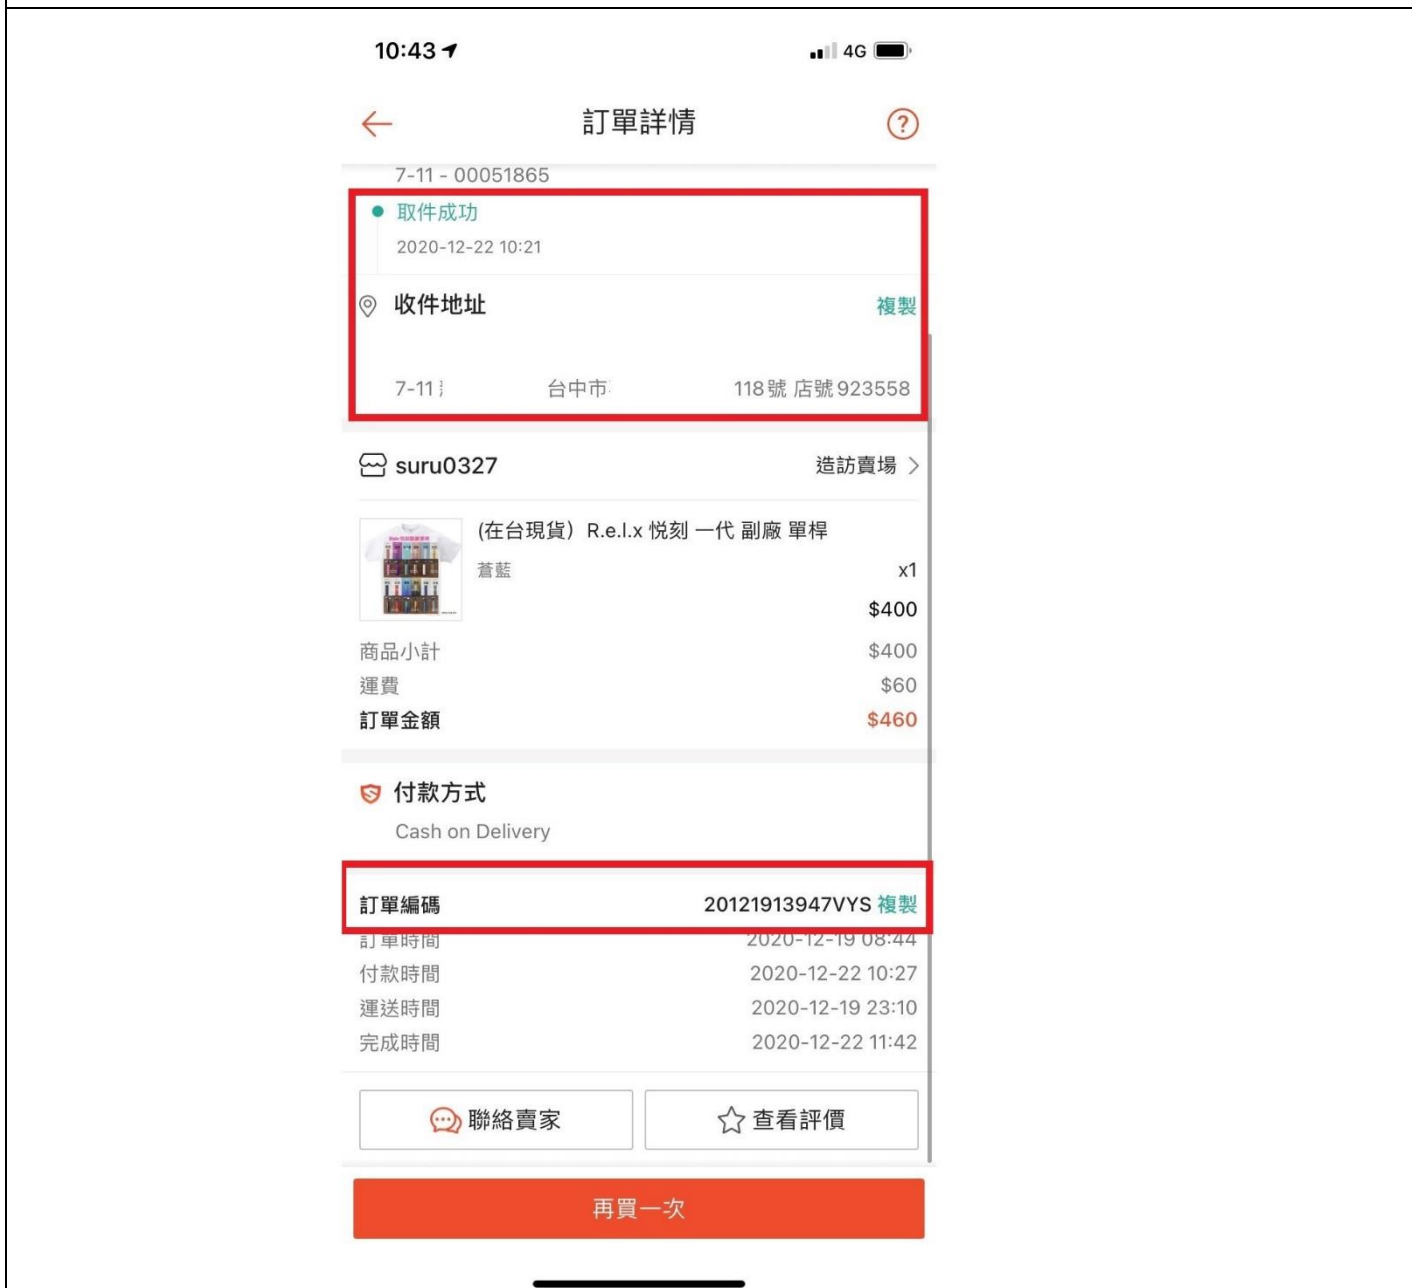 10:43
4G
訂單詳情
7-11 - 00051865
取件成功
2020-12-22 10:21
收件地址 複製
7-11 台中市 118號 店號923558
suru0327 造訪賣場
(在台現貨）R.e.l.x 悦刻 一代 副廠 單桿
蒼藍 x1
$400
商品小計 $400
運費 $60
訂單金額 $460
付款方式
Cash on Delivery
訂單編碼 20121913947VYS 複製
訂單時間 2020-12-19 08:44
付款時間 2020-12-22 10:27
運送時間 2020-12-19 23:10
完成時間 2020-12-22 11:42
聯絡賣家 查看評價
再買一次